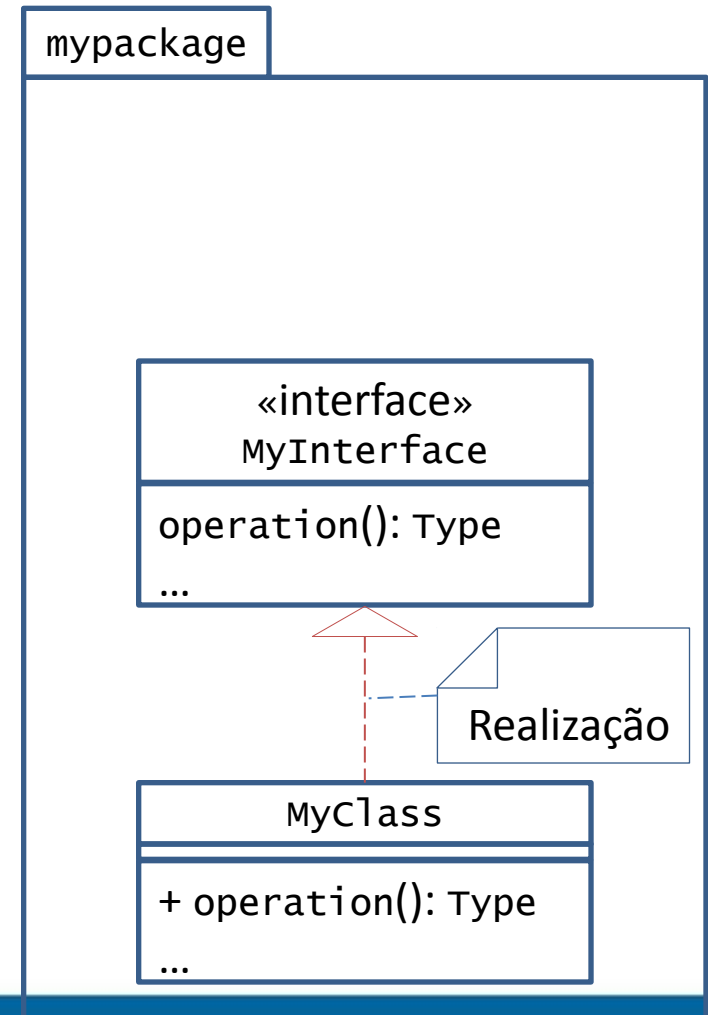 mypackage
«interface»
MyInterface
operation(): Type
...
Realização
MyClass
+ operation(): Type
...